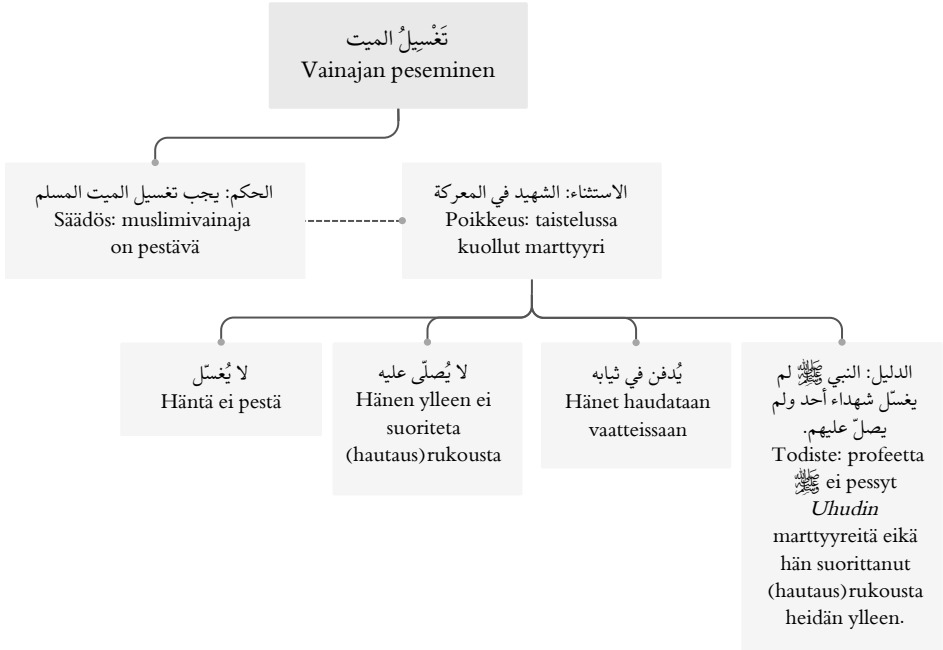 تَغْسِيلُ الميت
Vainajan peseminen
الحكم: يجب تغسيل الميت المسلم
Säädös: muslimivainaja
on pestävä
الاستثناء: الشهيد في المعركة
Poikkeus: taistelussa
kuollut marttyyri
لا يُغسّل
Häntä ei pestä
لا يُصلّى عليه
Hänen ylleen ei
suoriteta
(hautaus)rukousta
يُدفن في ثيابه
Hänet haudataan
vaatteissaan
الدليل: النبي ﷺ لم
يغسّل شهداء أحد ولم
يصلّ عليهم.
Todiste: profeetta
ﷺ ei pessyt
Uhudin
marttyyreitä eikä
hän suorittanut
(hautaus)rukousta
heidän ylleen.